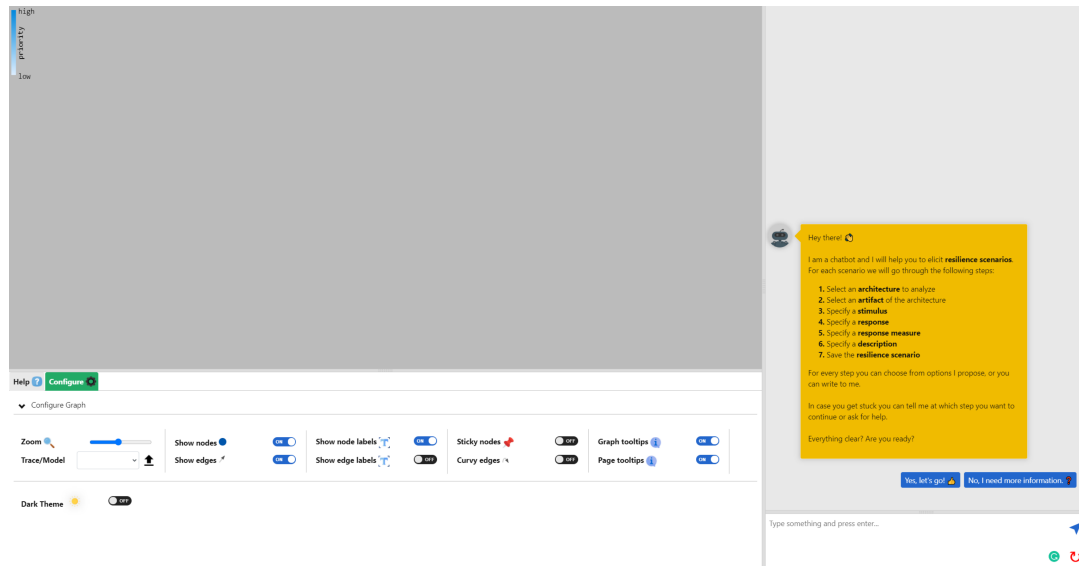 high
priority
low
Help
Configure
Configure Graph
Zoom
Show nodes
ON
Show node labels
ON
Sticky nodes
OFF
Graph tooltips
ON
Trace/Model
Show edges
ON
Show edge labels
OFF
Curvy edges
OFF
Page tooltips
ON
Dark Theme
OFF
Hey there!
I am a chatbot and I will help you to elicit resilience scenarios.
For each scenario we will go through the following steps:
1. Select an architecture to analyze
2. Select an artifact of the architecture
3. Specify a stimulus
4. Specify a response
5. Specify a response measure
6. Specify a description
7. Save the resilience scenario
For every step you can choose from options I propose, or you
can write to me.
In case you get stuck you can tell me at which step you want to
continue or ask for help.
Everything clear? Are you ready?
Yes, let's go!
No, I need more information.
Type something and press enter...